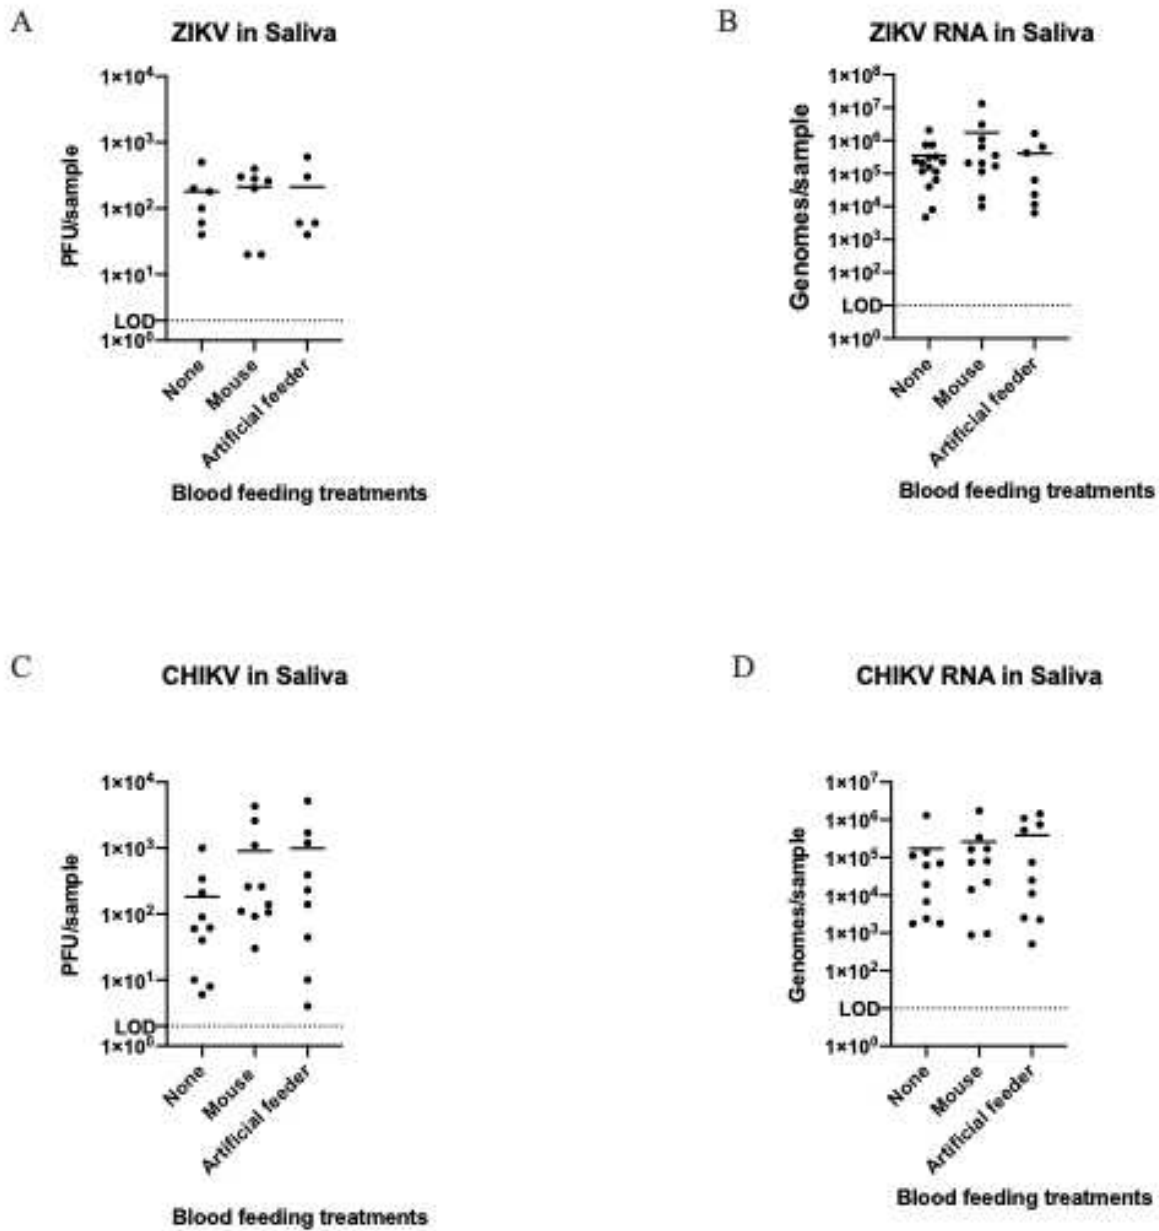 A
ZIKV in Saliva
PFU/sample
1×10⁴
1×10³
1×10²
1×10¹
LOD
1×10⁰
None
Mouse
Artificial feeder
Blood feeding treatments
B
ZIKV RNA in Saliva
Genomes/sample
1×10⁸
1×10⁷
1×10⁶
1×10⁵
1×10⁴
1×10³
1×10²
LOD
1×10⁰
None
Mouse
Artificial feeder
Blood feeding treatments
C
CHIKV in Saliva
PFU/sample
1×10⁴
1×10³
1×10²
1×10¹
LOD
1×10⁰
None
Mouse
Artificial feeder
Blood feeding treatments
D
CHIKV RNA in Saliva
Genomes/sample
1×10⁷
1×10⁶
1×10⁵
1×10⁴
1×10³
1×10²
LOD
1×10⁰
None
Mouse
Artificial feeder
Blood feeding treatments